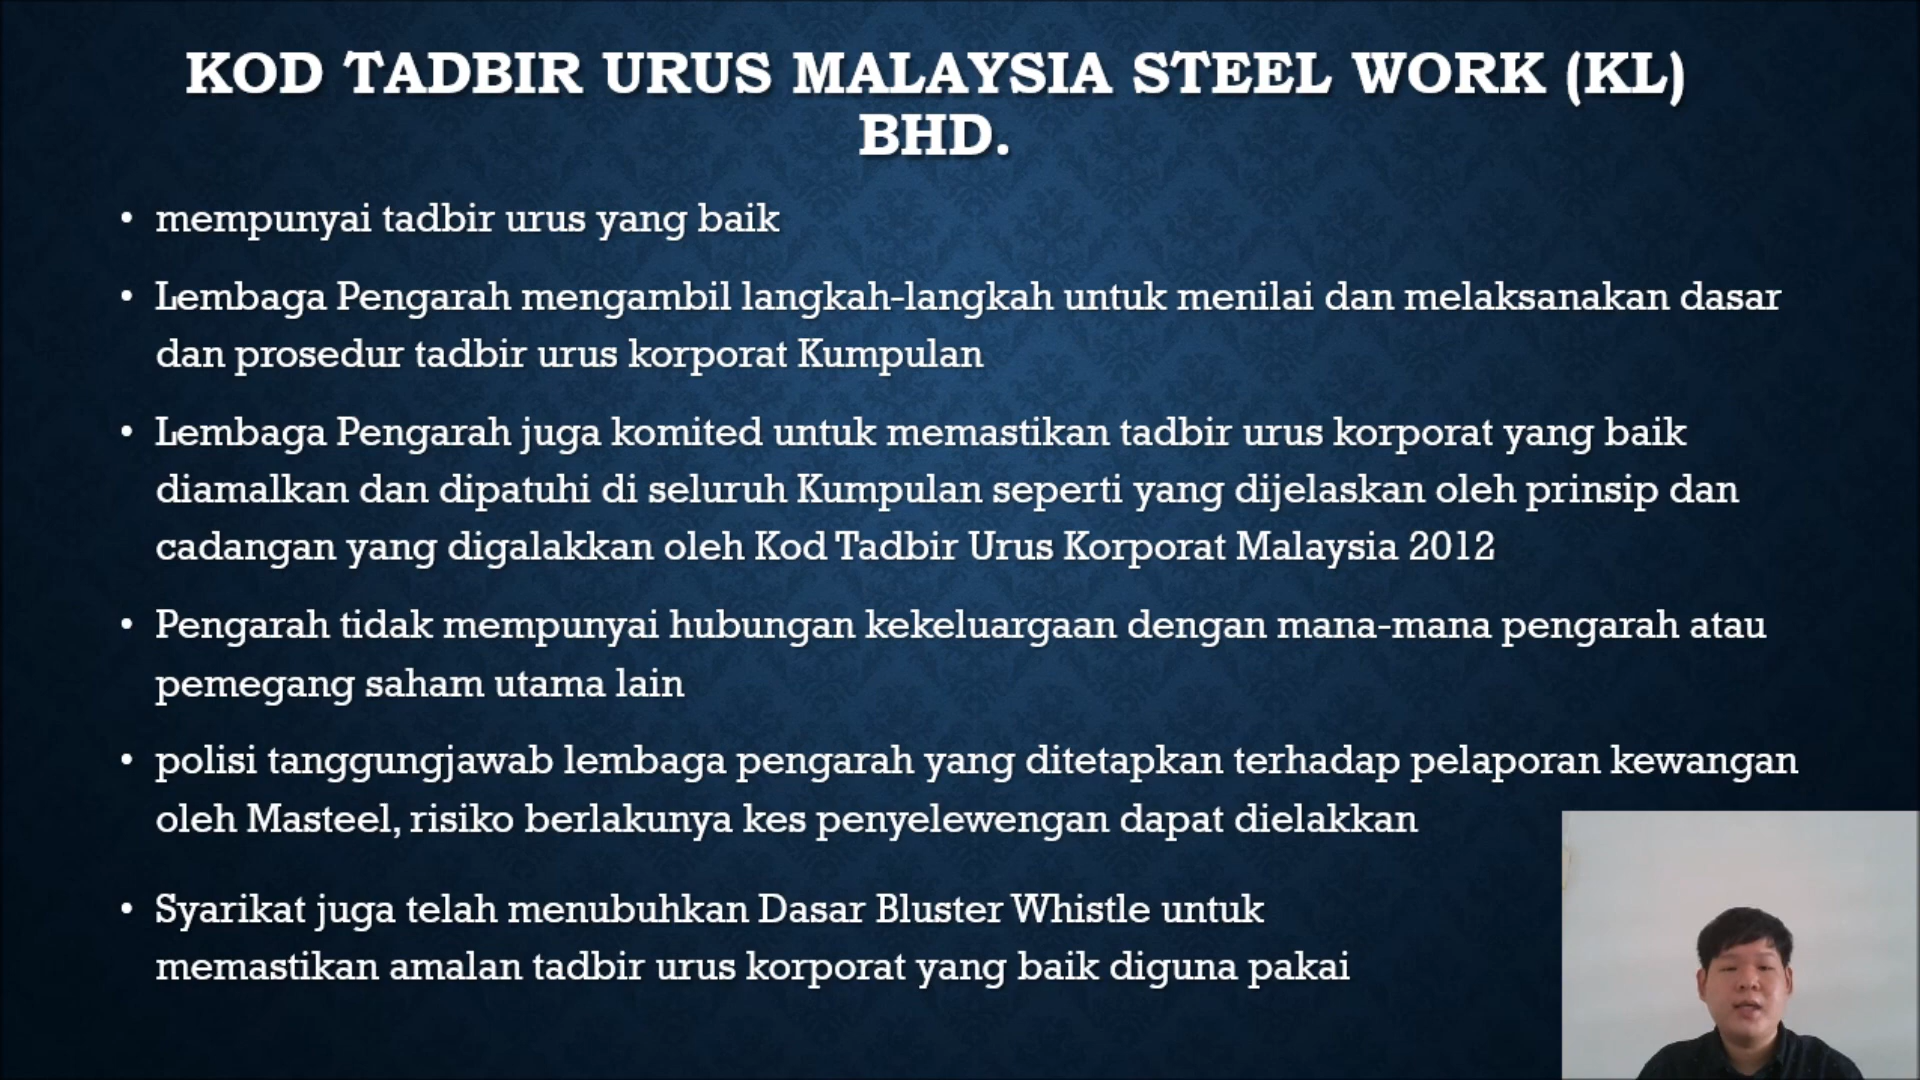 KOD TADBIR URUS MALAYSIA STEEL WORK (KL)
BHD.
• mempunyai tadbir urus yang baik
• Lembaga Pengarah mengambil langkah-langkah untuk menilai dan melaksanakan dasar
dan prosedur tadbir urus korporat Kumpulan
• Lembaga Pengarah juga komited untuk memastikan tadbir urus korporat yang baik
diamalkan dan dipatuhi di seluruh Kumpulan seperti yang dijelaskan oleh prinsip dan
cadangan yang digalakkan oleh Kod Tadbir Urus Korporat Malaysia 2012
• Pengarah tidak mempunyai hubungan kekeluargaan dengan mana-mana pengarah atau
pemegang saham utama lain
• polisi tanggungjawab lembaga pengarah yang ditetapkan terhadap pelaporan kewangan
oleh Masteel, risiko berlakunya kes penyelewengan dapat dielakkan
• Syarikat juga telah menubuhkan Dasar Bluster Whistle untuk
memastikan amalan tadbir urus korporat yang baik diguna pakai